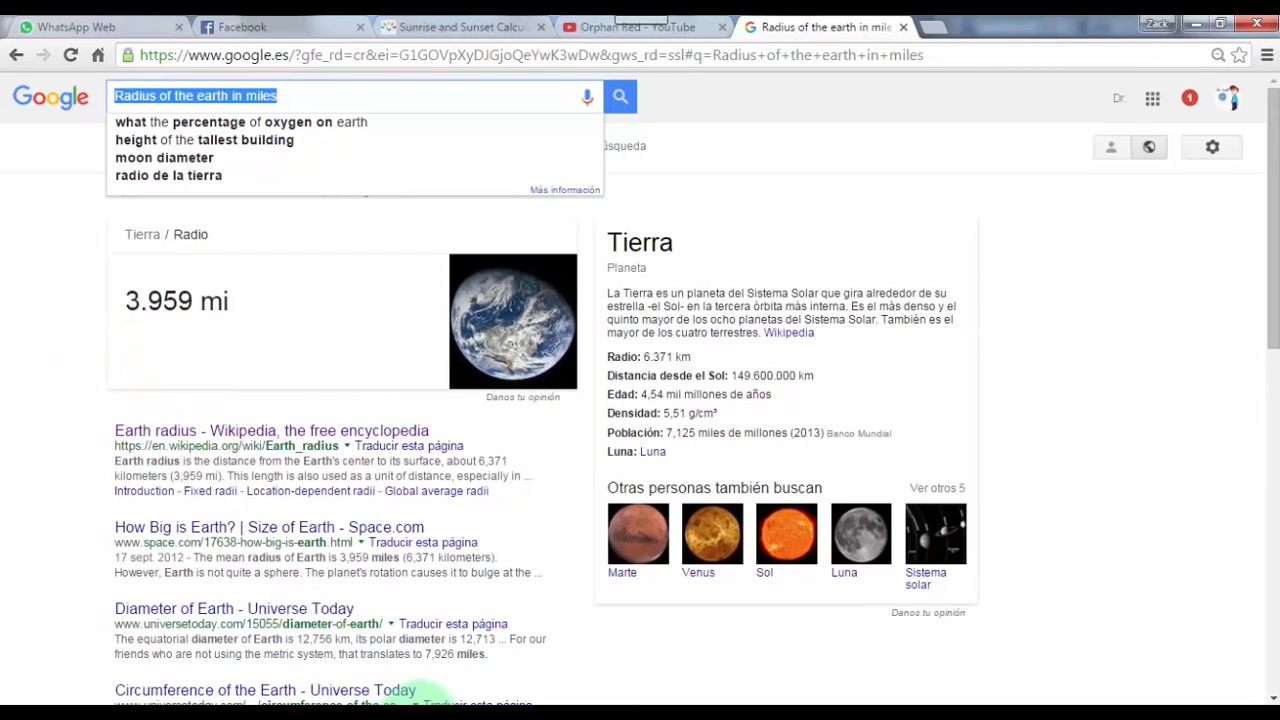 WhatsApp Web
Facebook
Sunrise and Sunset Calcul
Orphan Red - YouTube
Radius of the earth in mile
Zack
https://www.google.es/?gfe_rd=cr&ei=G1GOVpXyDJGjoQeYwK3wDw&gws_rd=ssl#q=Radius+of+the+earth+in+miles
Google
Radius of the earth in miles
Dr.
1
what the percentage of oxygen on earth
height of the tallest building
moon diameter
radio de la tierra
Más información
úsqueda
Tierra / Radio
3.959 mi
Danos tu opinión
Earth radius - Wikipedia, the free encyclopedia
https://en.wikipedia.org/wiki/Earth_radius Traducir esta página
Earth radius is the distance from the Earth's center to its surface, about 6,371
kilometers (3,959 mi). This length is also used as a unit of distance, especially in ...
Introduction - Fixed radii - Location-dependent radii - Global average radii
How Big is Earth? | Size of Earth - Space.com
www.space.com/17638-how-big-is-earth.html Traducir esta página
17 sept. 2012 - The mean radius of Earth is 3,959 miles (6,371 kilometers).
However, Earth is not quite a sphere. The planet's rotation causes it to bulge at the ...
Diameter of Earth - Universe Today
www.universetoday.com/15055/diameter-of-earth/ Traducir esta página
The equatorial diameter of Earth is 12,756 km, its polar diameter is 12,713 ... For our
friends who are not using the metric system, that translates to 7,926 miles.
Circumference of the Earth - Universe Today
Traducir esta página
Tierra
Planeta
La Tierra es un planeta del Sistema Solar que gira alrededor de su
estrella -el Sol- en la tercera órbita más interna. Es el más denso y el
quinto mayor de los ocho planetas del Sistema Solar. También es el
mayor de los cuatro terrestres. Wikipedia
Radio: 6.371 km
Distancia desde el Sol: 149.600.000 km
Edad: 4,54 mil millones de años
Densidad: 5,51 g/cm³
Población: 7,125 miles de millones (2013) Banco Mundial
Luna: Luna
Otras personas también buscan
Ver otros 5
Marte
Venus
Sol
Luna
Sistema
solar
Danos tu opinión